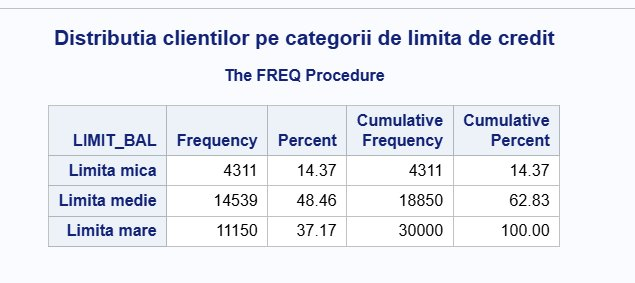 Distributia clientilor pe categorii de limita de credit
The FREQ Procedure
LIMIT_BAL Frequency Percent Cumulative Frequency Cumulative Percent
Limita mica 4311 14.37 4311 14.37
Limita medie 14539 48.46 18850 62.83
Limita mare 11150 37.17 30000 100.00